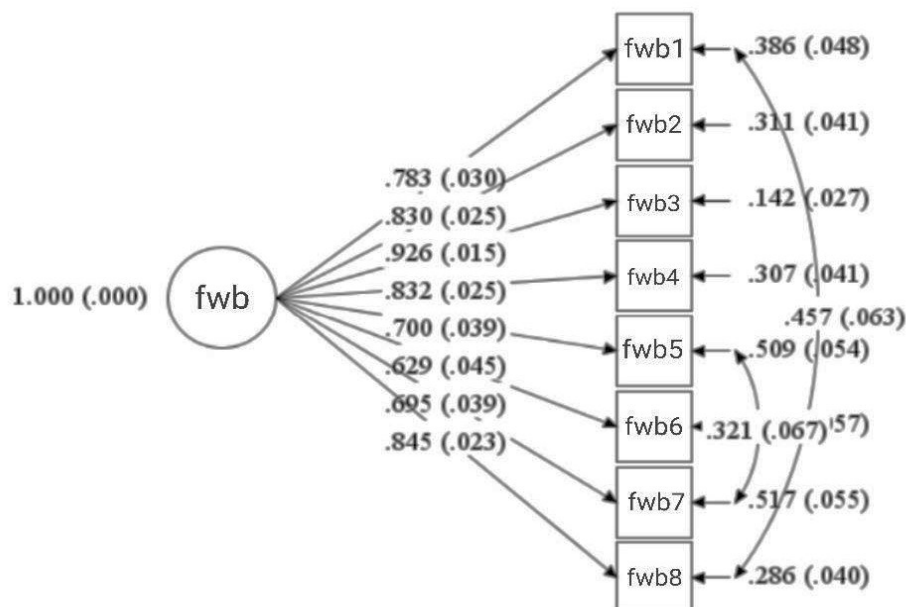 fwb1
.386 (.048)
fwb2
.311 (.041)
.783 (.030)
fwb3
.142 (.027)
.830 (.025)
.926 (.015)
fwb4
.307 (.041)
1.000 (.000)
fwb
.832 (.025)
.457 (.063)
.700 (.039)
fwb5
.509 (.054)
.629 (.045)
.695 (.039)
fwb6
.321 (.067)
57)
.845 (.023)
fwb7
.517 (.055)
fwb8
.286 (.040)